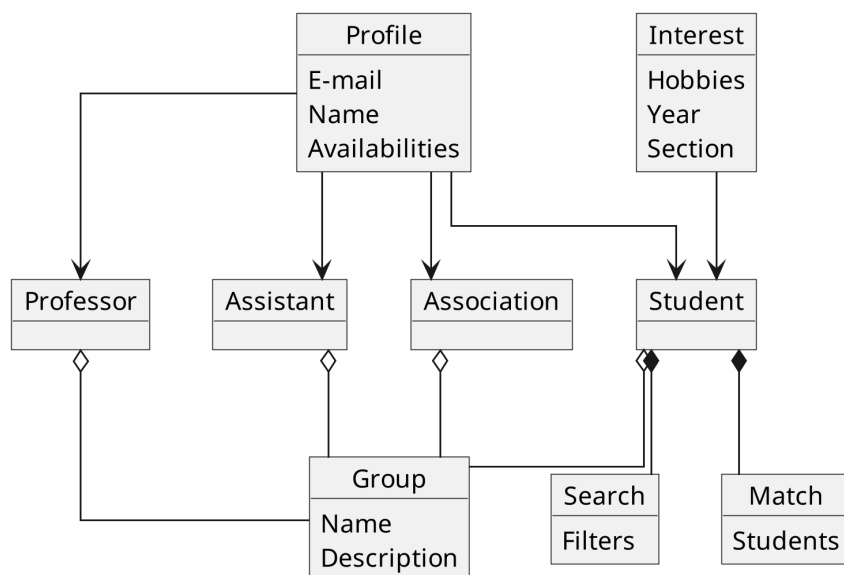 Profile
E-mail
Name
Availabilities
Interest
Hobbies
Year
Section
Professor
Assistant
Association
Student
Group
Name
Description
Search
Filters
Match
Students